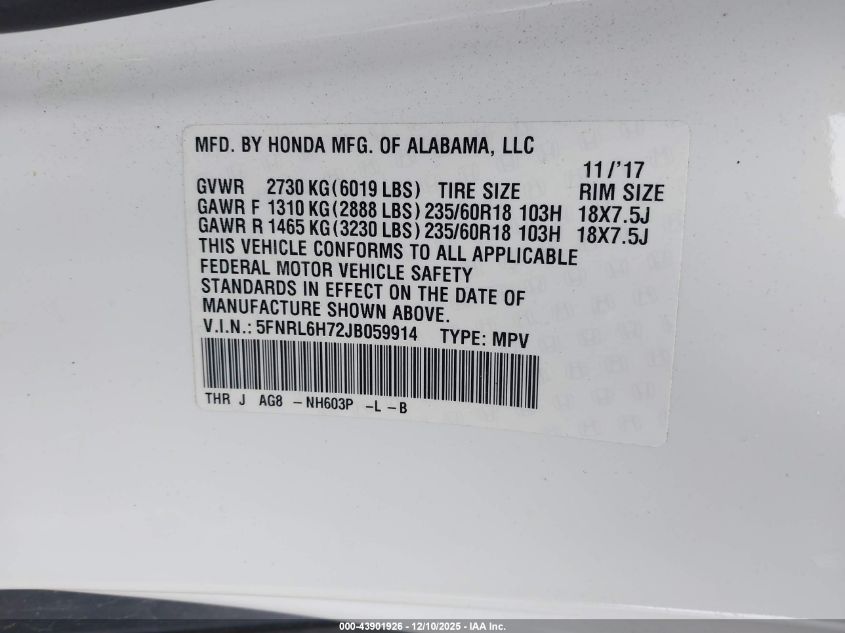 MFD. BY HONDA MFG. OF ALABAMA, LLC
11/'17
GVWR 2730 KG(6019 LBS) TIRE SIZE RIM SIZE
GAWR F 1310 KG(2888 LBS) 235/60R18 103H 18X7.5J
GAWR R 1465 KG(3230 LBS) 235/60R18 103H 18X7.5J
THIS VEHICLE CONFORMS TO ALL APPLICABLE
FEDERAL MOTOR VEHICLE SAFETY
STANDARDS IN EFFECT ON THE DATE OF
MANUFACTURE SHOWN ABOVE.
V.I.N.: 5FNRL6H72JB059914 TYPE: MPV
THR J AG8 -NH603P -L -B
000-43901926 - 12/10/2025 - IAA Inc.